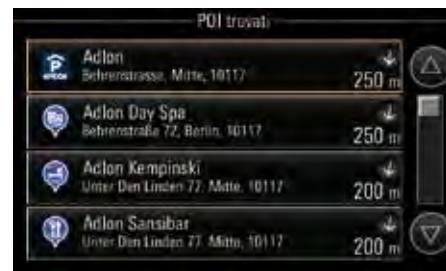 POI trovati
Adlon
Behrenstrasse, Mitte, 10117
250 m
Adlon Day Spa
Behrenstraße 72, Berlin, 10117
250 m
Adlon Kempinski
Unter Den Linden 77, Mitte, 10117
200 m
Adlon Sansibar
Unter Den Linden 77, Mitte, 10117
200 m